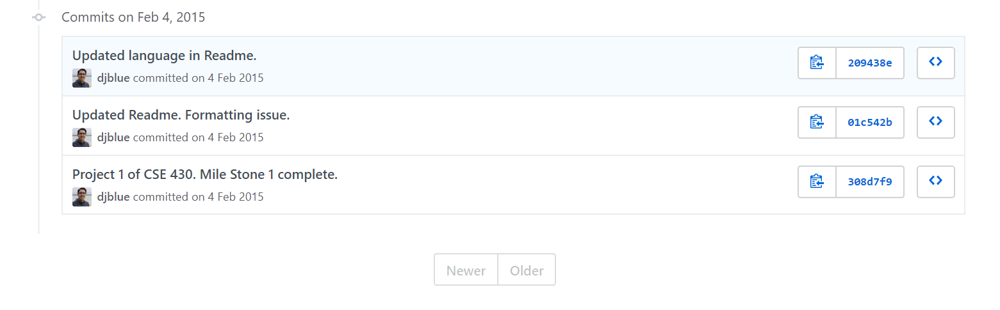 Commits on Feb 4, 2015
Updated language in Readme.
djblue committed on 4 Feb 2015
209438e
Updated Readme. Formatting issue.
djblue committed on 4 Feb 2015
01c542b
Project 1 of CSE 430. Mile Stone 1 complete.
djblue committed on 4 Feb 2015
308d7f9
Newer Older